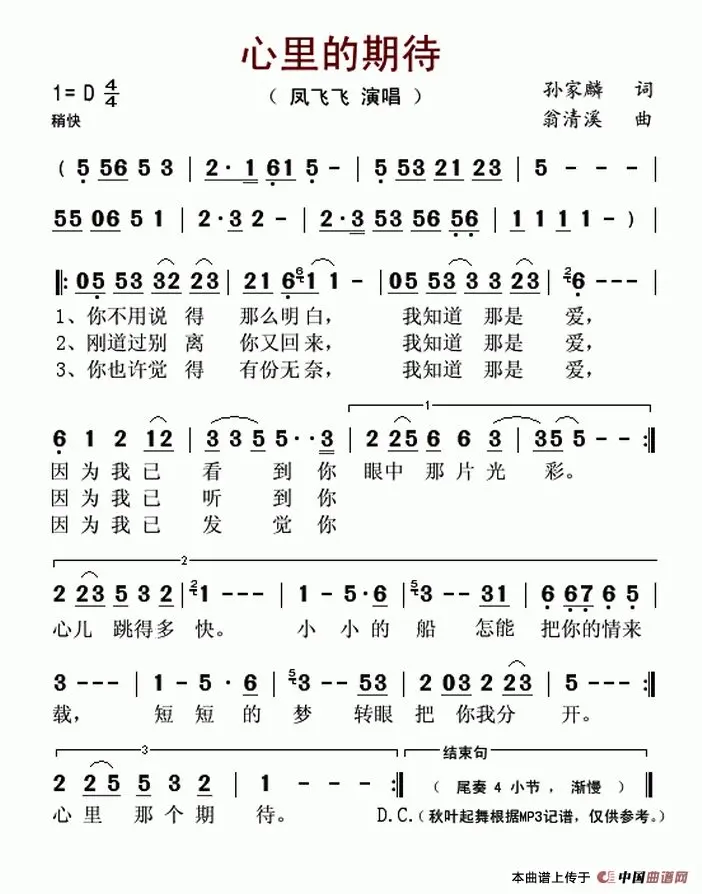 心里的期待
1= D 4/4 （ 凤飞飞 演唱 ） 孙家麟 词
稍快 翁清溪 曲
（ 5 56 5 3 | 2· 1 61 5 - | 5 53 21 23 | 5 - - - |
55 06 5 1 | 2·3 2 - | 2·3 53 56 56 | 1 1 1 1 - ）|
|: 05 53 32 23 | 21 6 6 1 1 - | 05 53 3 3 23 | 2 6 - - - |
1、你不用说 得 那么明白， 我知道 那是 爱，
2、刚道过别 离 你又回来， 我知道 那是 爱，
3、你也许觉 得 有份无奈， 我知道 那是 爱，
1
6 1 2 12 | 3 3 5 5·· 3 | 2 25 6 6 3 | 35 5 - - :|
因为我已 看 到你 眼中 那片光 彩。
因为我已 听 到你
因为我已 发 觉你
2
2 23 5 3 2 | 2 1 - - - | 1 - 5·6 | 5 3 - - 31 | 6 67 6 5 |
心儿 跳得多 快。 小 小的 船 怎能 把你的情来
3 - - - | 1 - 5· 6 | 5 3 - 53 | 2 03 2 23 | 5 - - - :|
载， 短 短 的 梦 转眼 把 你我分 开。
3 结束句
2 25 5 3 2 | 1 - - - :| （ 尾奏 4 小节 ，渐慢 ）
心里 那个期 待。 D.C.（秋叶起舞根据MP3记谱，仅供参考。）
本曲谱上传于 中国曲谱网